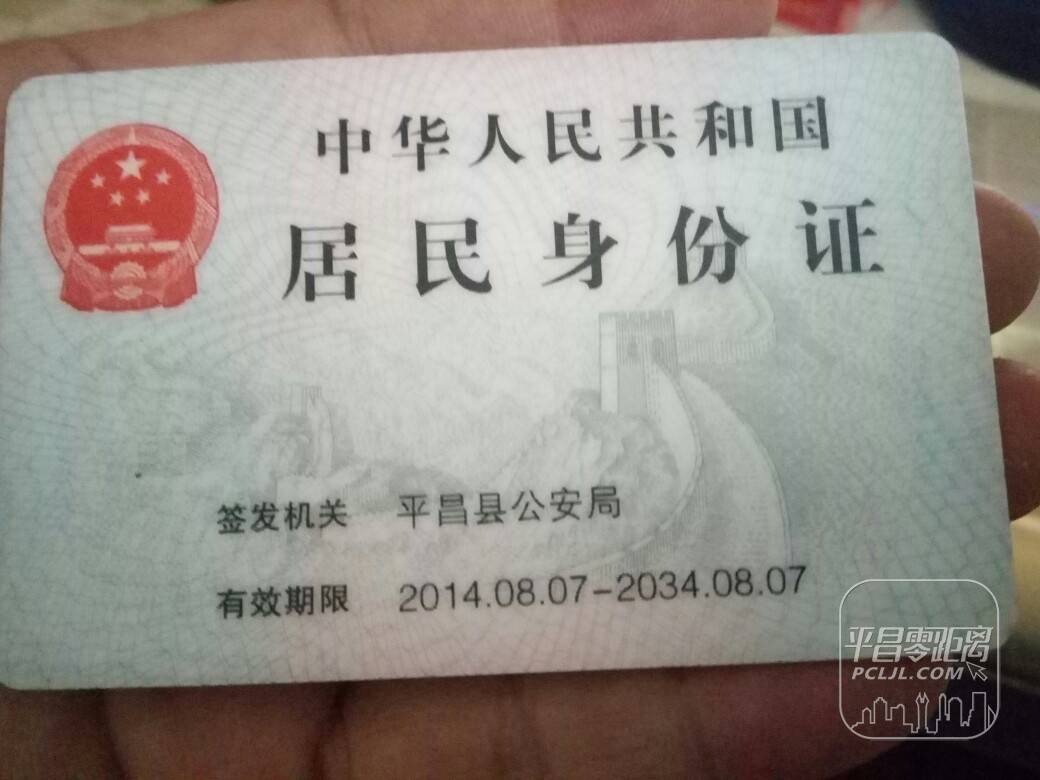 中华人民共和国
居民身份证
签发机关 平昌县公安局
有效期限 2014.08.07-2034.08.07
平昌零距离
PCLJL.COM